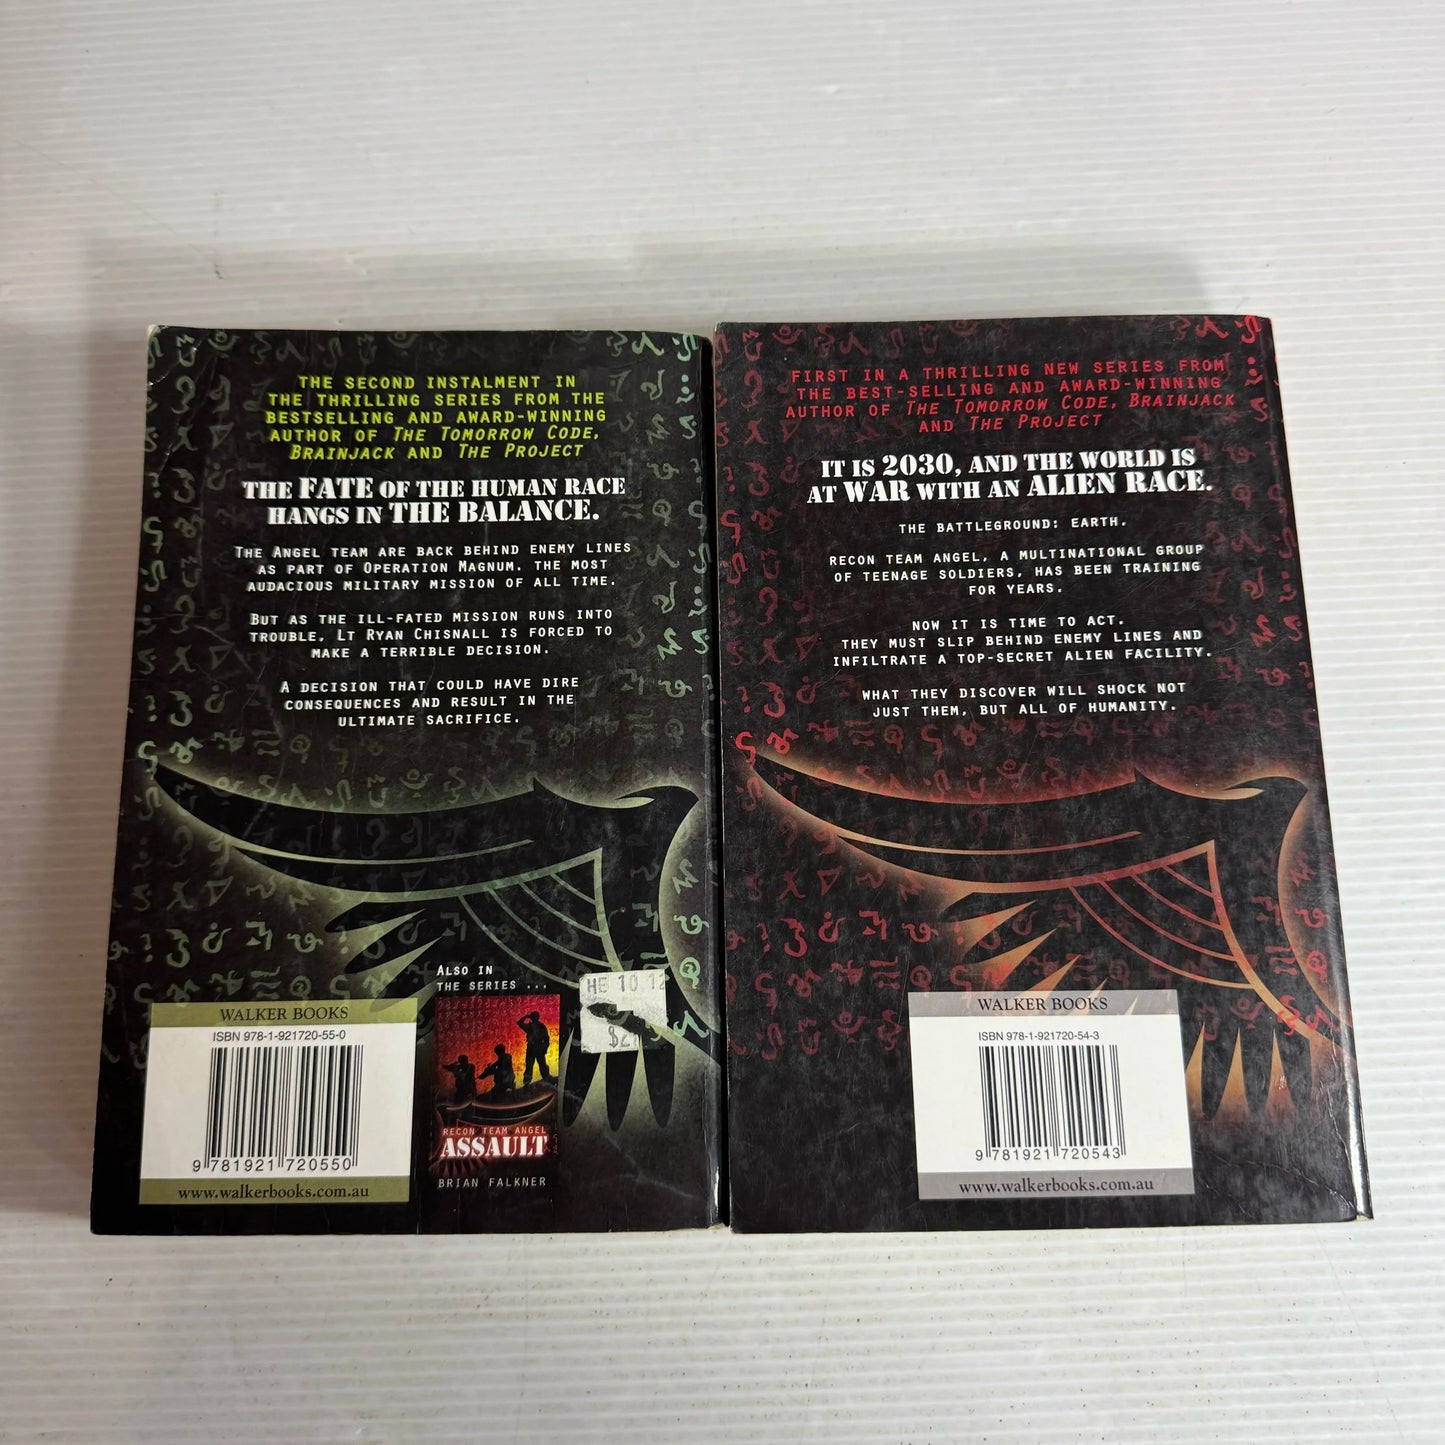 THE SECOND INSTALMENT IN
THE THRILLING SERIES FROM THE
BESTSELLING AND AWARD-WINNING
AUTHOR OF THE TOMORROW CODE,
BRAINJACK AND THE PROJECT
THE FATE OF THE HUMAN RACE
HANGS IN THE BALANCE.
THE ANGEL TEAM ARE BACK BEHIND ENEMY LINES
AS PART OF OPERATION MAGNUM. THE MOST
AUDACIOUS MILITARY MISSION OF ALL TIME.
BUT AS THE ILL-FATED MISSION RUNS INTO
TROUBLE, LT RYAN CHISNALL IS FORCED TO
MAKE A TERRIBLE DECISION.
A DECISION THAT COULD HAVE DIRE
CONSEQUENCES AND RESULT IN THE
ULTIMATE SACRIFICE.
ALSO IN
THE SERIES ...
RECON TEAM ANGEL
ASSAULT
BRIAN FALKNER
HE 10 12
WALKER BOOKS
ISBN 978-1-921720-55-0
9 781921 720550
www.walkerbooks.com.au
FIRST IN A THRILLING NEW SERIES FROM
THE BEST-SELLING AND AWARD-WINNING
AUTHOR OF THE TOMORROW CODE, BRAINJACK
AND THE PROJECT
IT IS 2030, AND THE WORLD IS
AT WAR WITH AN ALIEN RACE.
THE BATTLEGROUND: EARTH.
RECON TEAM ANGEL, A MULTINATIONAL GROUP
OF TEENAGE SOLDIERS, HAS BEEN TRAINING
FOR YEARS.
NOW IT IS TIME TO ACT.
THEY MUST SLIP BEHIND ENEMY LINES AND
INFILTRATE A TOP-SECRET ALIEN FACILITY.
WHAT THEY DISCOVER WILL SHOCK NOT
JUST THEM, BUT ALL OF HUMANITY.
WALKER BOOKS
ISBN 978-1-921720-54-3
9 781921 720543
www.walkerbooks.com.au